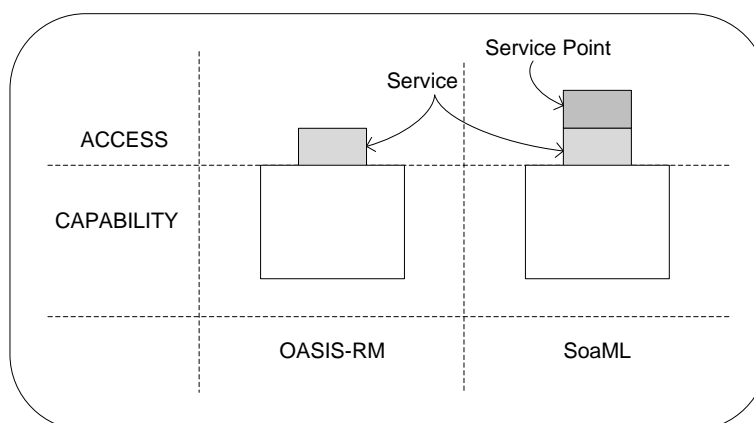 Service Point
Service
ACCESS
CAPABILITY
OASIS-RM
SoaML